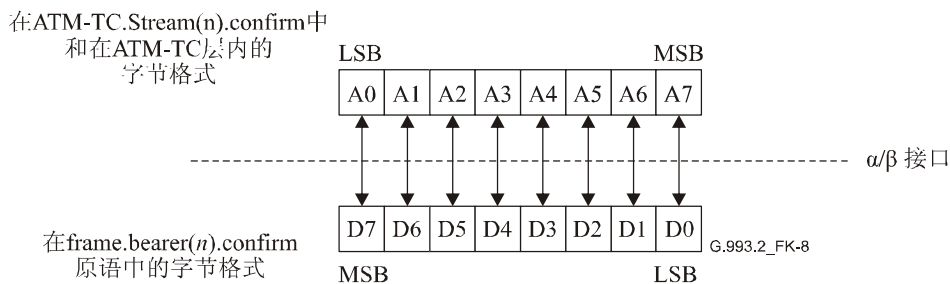 在ATM-TC.Stream(n).confirm中
和在ATM-TC层内的
字节格式
LSB MSB
A0 A1 A2 A3 A4 A5 A6 A7
α/β 接口
D7 D6 D5 D4 D3 D2 D1 D0
在frame.bearer(n).confirm
原语中的字节格式
G.993.2_FK-8
MSB LSB